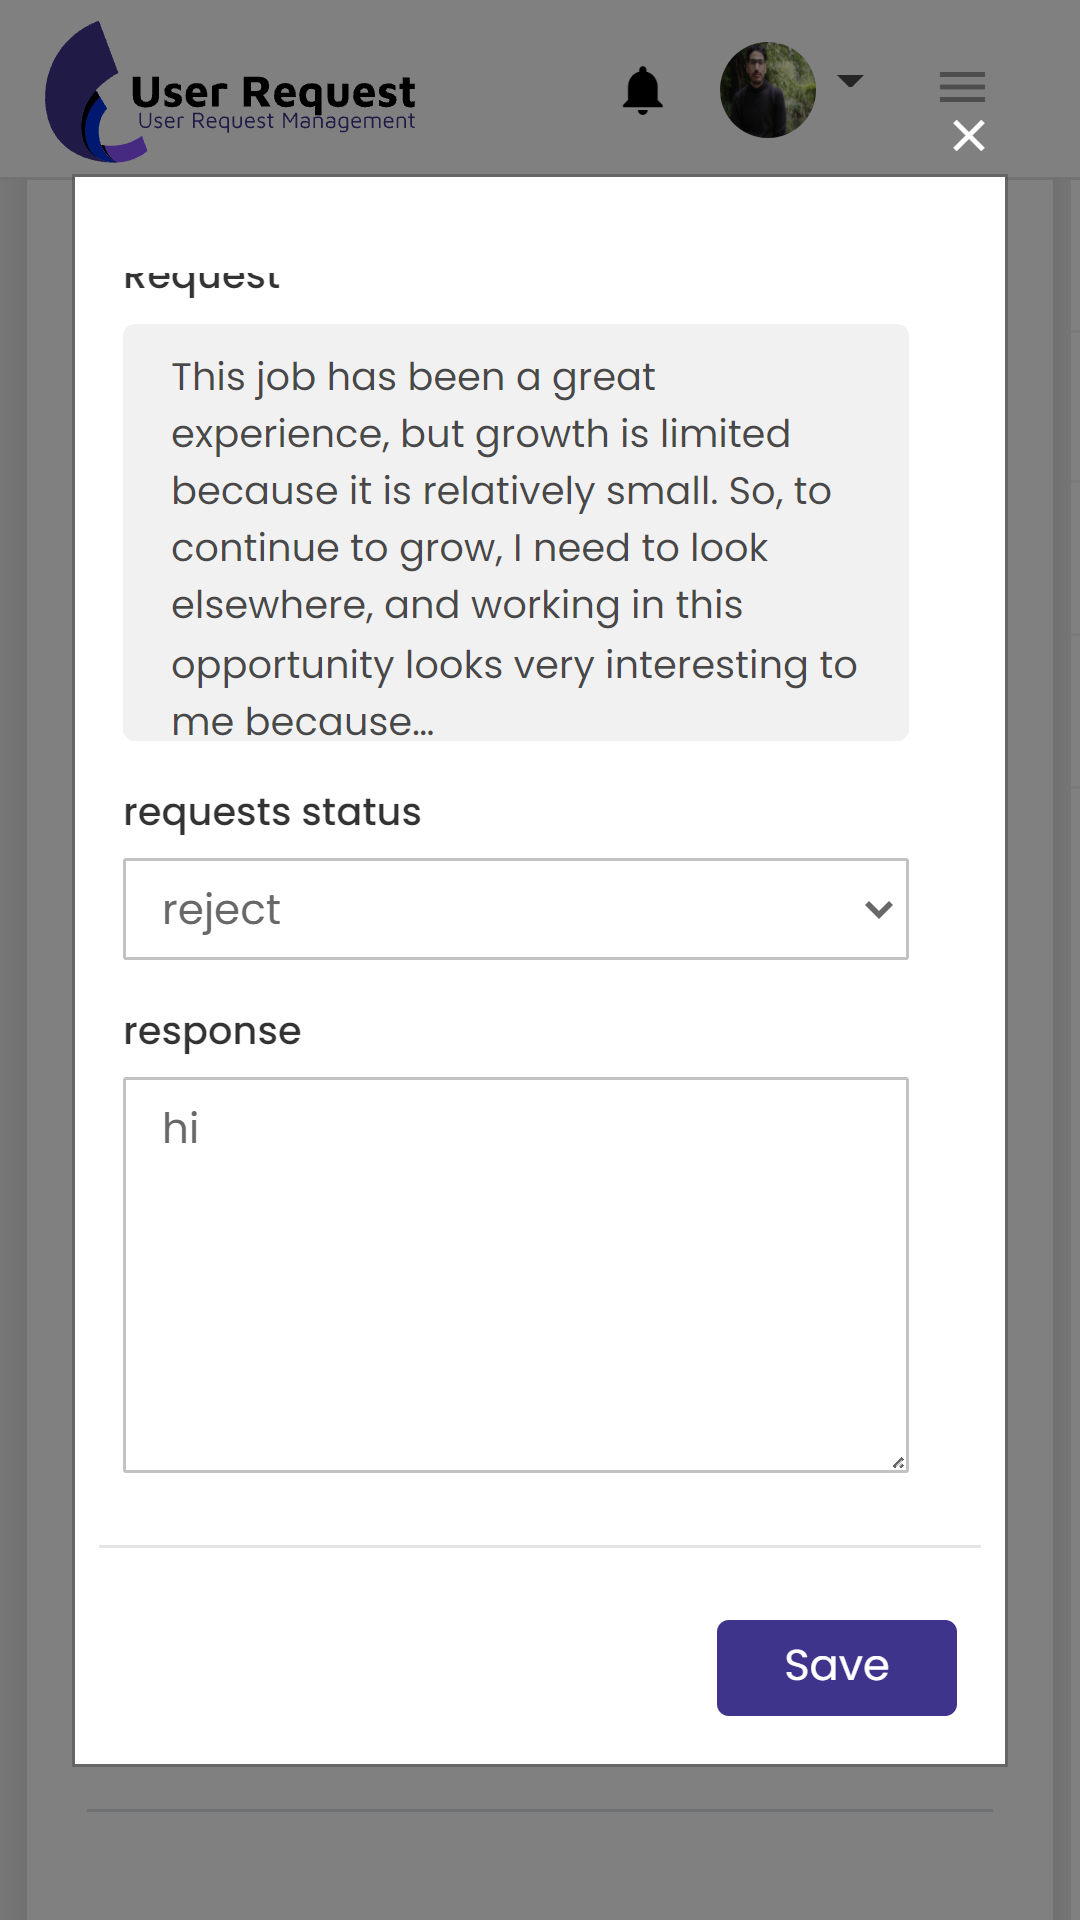 User Request
User Request Management
Request
This job has been a great
experience, but growth is limited
because it is relatively small. So, to
continue to grow, I need to look
elsewhere, and working in this
opportunity looks very interesting to
me because...
requests status
reject
response
hi
Save